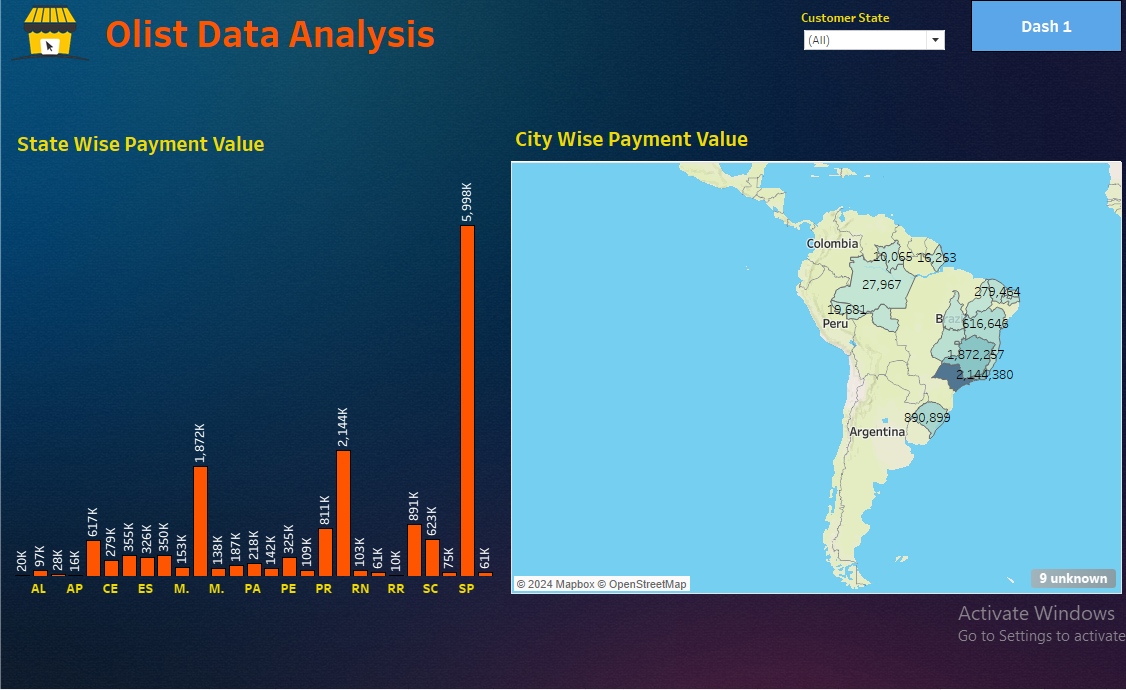 Olist Data Analysis
Customer State
(All)
Dash 1
State Wise Payment Value
City Wise Payment Value
20K
97K
28K
16K
617K
279K
355K
326K
350K
153K
1,872K
138K
187K
218K
142K
325K
109K
811K
2,144K
103K
61K
10K
891K
623K
75K
5,998K
61K
AL AP CE ES M. M. PA PE PR RN RR SC SP
Colombia
10,065 16,263
27,967
279,464
19,681
Peru
Brazil
616,646
1,872,257
2,144,380
890,899
Argentina
© 2024 Mapbox © OpenStreetMap
9 unknown
Activate Windows
Go to Settings to activate